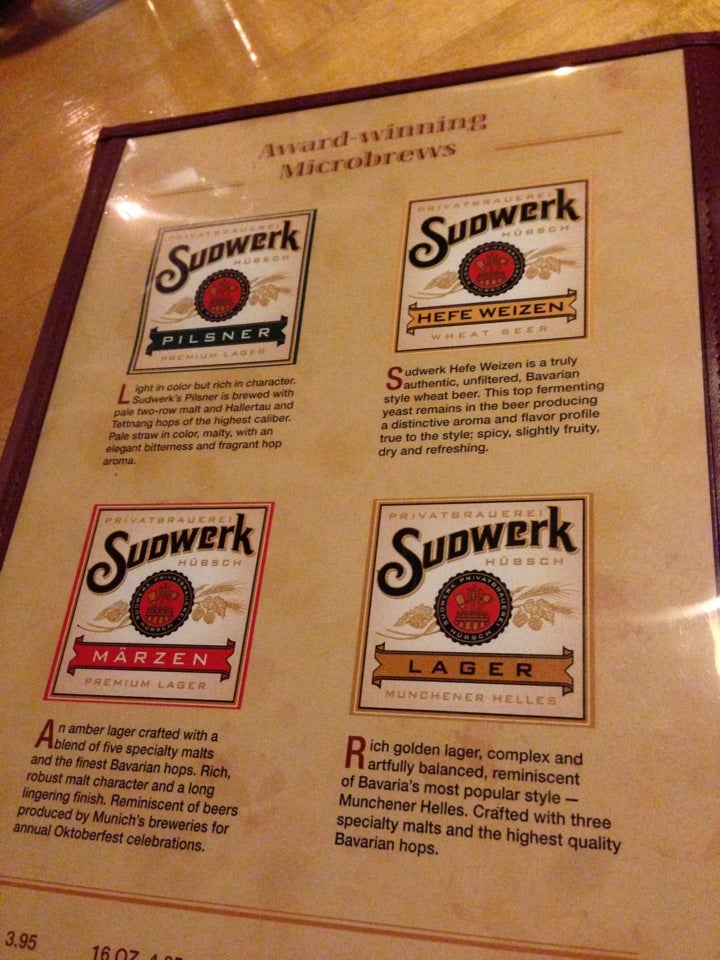 Award-winning
Microbrews
PRIVATBRAUEREI
Sudwerk
HÜBSCH
PILSNER
PREMIUM LAGER
Light in color but rich in character.
Sudwerk's Pilsner is brewed with
pale two-row malt and Hallertau and
Tettnang hops of the highest caliber.
Pale straw in color, malty, with an
elegant bitterness and fragrant hop
aroma.
PRIVATBRAUEREI
Sudwerk
HÜBSCH
HEFE WEIZEN
WHEAT BEER
Sudwerk Hefe Weizen is a truly
authentic, unfiltered, Bavarian
style wheat beer. This top fermenting
yeast remains in the beer producing
a distinctive aroma and flavor profile
true to the style; spicy, slightly fruity,
dry and refreshing.
PRIVATBRAUEREI
Sudwerk
HÜBSCH
SUDWERK PRIVATBRAUEREI HUBSCH
MÄRZEN
PREMIUM LAGER
An amber lager crafted with a
blend of five specialty malts
and the finest Bavarian hops. Rich,
robust malt character and a long
lingering finish. Reminiscent of beers
produced by Munich's breweries for
annual Oktoberfest celebrations.
PRIVATBRAUEREI
Sudwerk
HÜBSCH
SUDWERK PRIVATBRAUEREI HUBSCH
LAGER
MUNCHENER HELLES
Rich golden lager, complex and
artfully balanced, reminiscent
of Bavaria's most popular style —
Munchener Helles. Crafted with three
specialty malts and the highest quality
Bavarian hops.
3.95
16 OZ